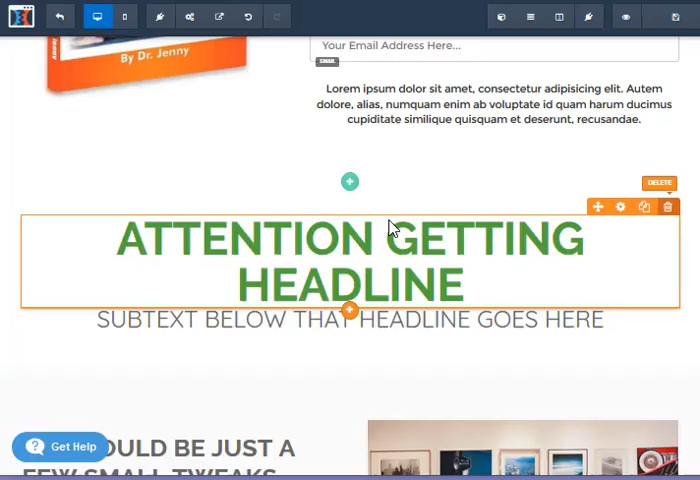 By Dr. Jenny
Your Email Address Here...
EMAIL
Lorem ipsum dolor sit amet, consectetur adipisicing elit. Autem
dolore, alias, numquam enim ab voluptate id quam harum ducimus
cupiditate similique quisquam et deserunt, recusandae.
DELETE
ATTENTION GETTING
HEADLINE
SUBTEXT BELOW THAT HEADLINE GOES HERE
Get Help
OULD BE JUST A
FEW SMALL TWEAKS